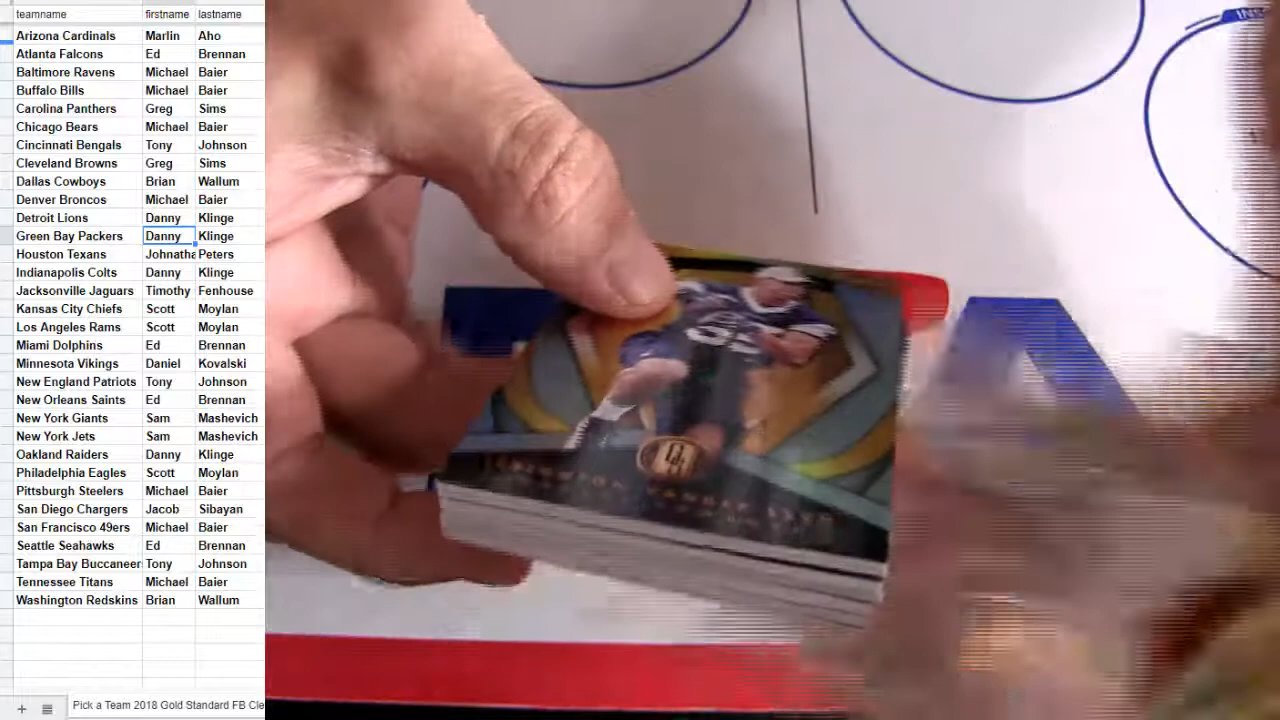 teamname firstname lastname
Arizona Cardinals Marlin Aho
Atlanta Falcons Ed Brennan
Baltimore Ravens Michael Baier
Buffalo Bills Michael Baier
Carolina Panthers Greg Sims
Chicago Bears Michael Baier
Cincinnati Bengals Tony Johnson
Cleveland Browns Greg Sims
Dallas Cowboys Brian Wallum
Denver Broncos Michael Baier
Detroit Lions Danny Klinge
Green Bay Packers Danny Klinge
Houston Texans Johnatha Peters
Indianapolis Colts Danny Klinge
Jacksonville Jaguars Timothy Fenhouse
Kansas City Chiefs Scott Moylan
Los Angeles Rams Scott Moylan
Miami Dolphins Ed Brennan
Minnesota Vikings Daniel Kovalski
New England Patriots Tony Johnson
New Orleans Saints Ed Brennan
New York Giants Sam Mashevich
New York Jets Sam Mashevich
Oakland Raiders Danny Klinge
Philadelphia Eagles Scott Moylan
Pittsburgh Steelers Michael Baier
San Diego Chargers Jacob Sibayan
San Francisco 49ers Michael Baier
Seattle Seahawks Ed Brennan
Tampa Bay Buccaneer Tony Johnson
Tennessee Titans Michael Baier
Washington Redskins Brian Wallum
Pick a Team 2018 Gold Standard FB Cle